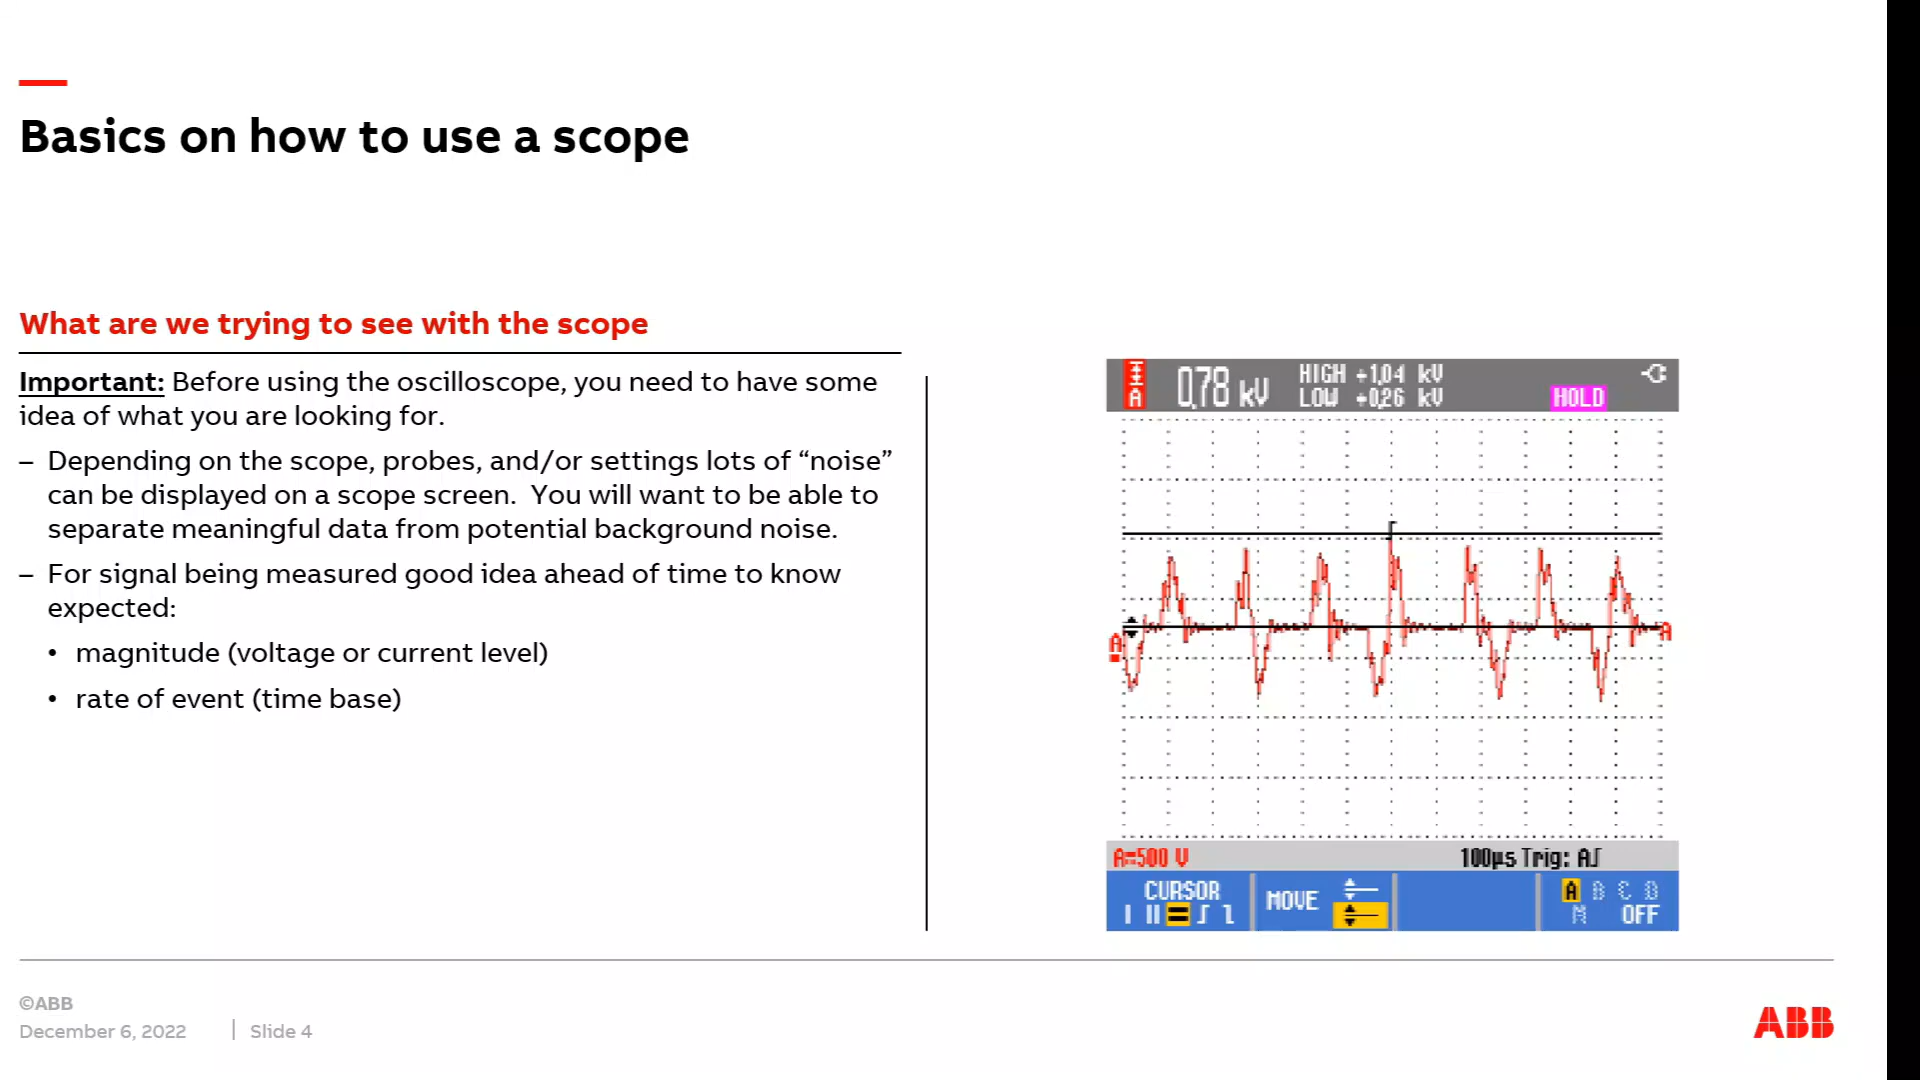 Basics on how to use a scope
What are we trying to see with the scope
Important: Before using the oscilloscope, you need to have some
idea of what you are looking for.
– Depending on the scope, probes, and/or settings lots of “noise”
can be displayed on a scope screen.  You will want to be able to
separate meaningful data from potential background noise.
– For signal being measured good idea ahead of time to know
expected:
• magnitude (voltage or current level)
• rate of event (time base)
A
0,78 kV
HIGH +1,04 kV
LOW +0,26 kV
HOLD
A
A
A=500 V
100µs Trig: A
CURSOR
MOVE
A B C D
M OFF
©ABB
December 6, 2022
Slide 4
ABB